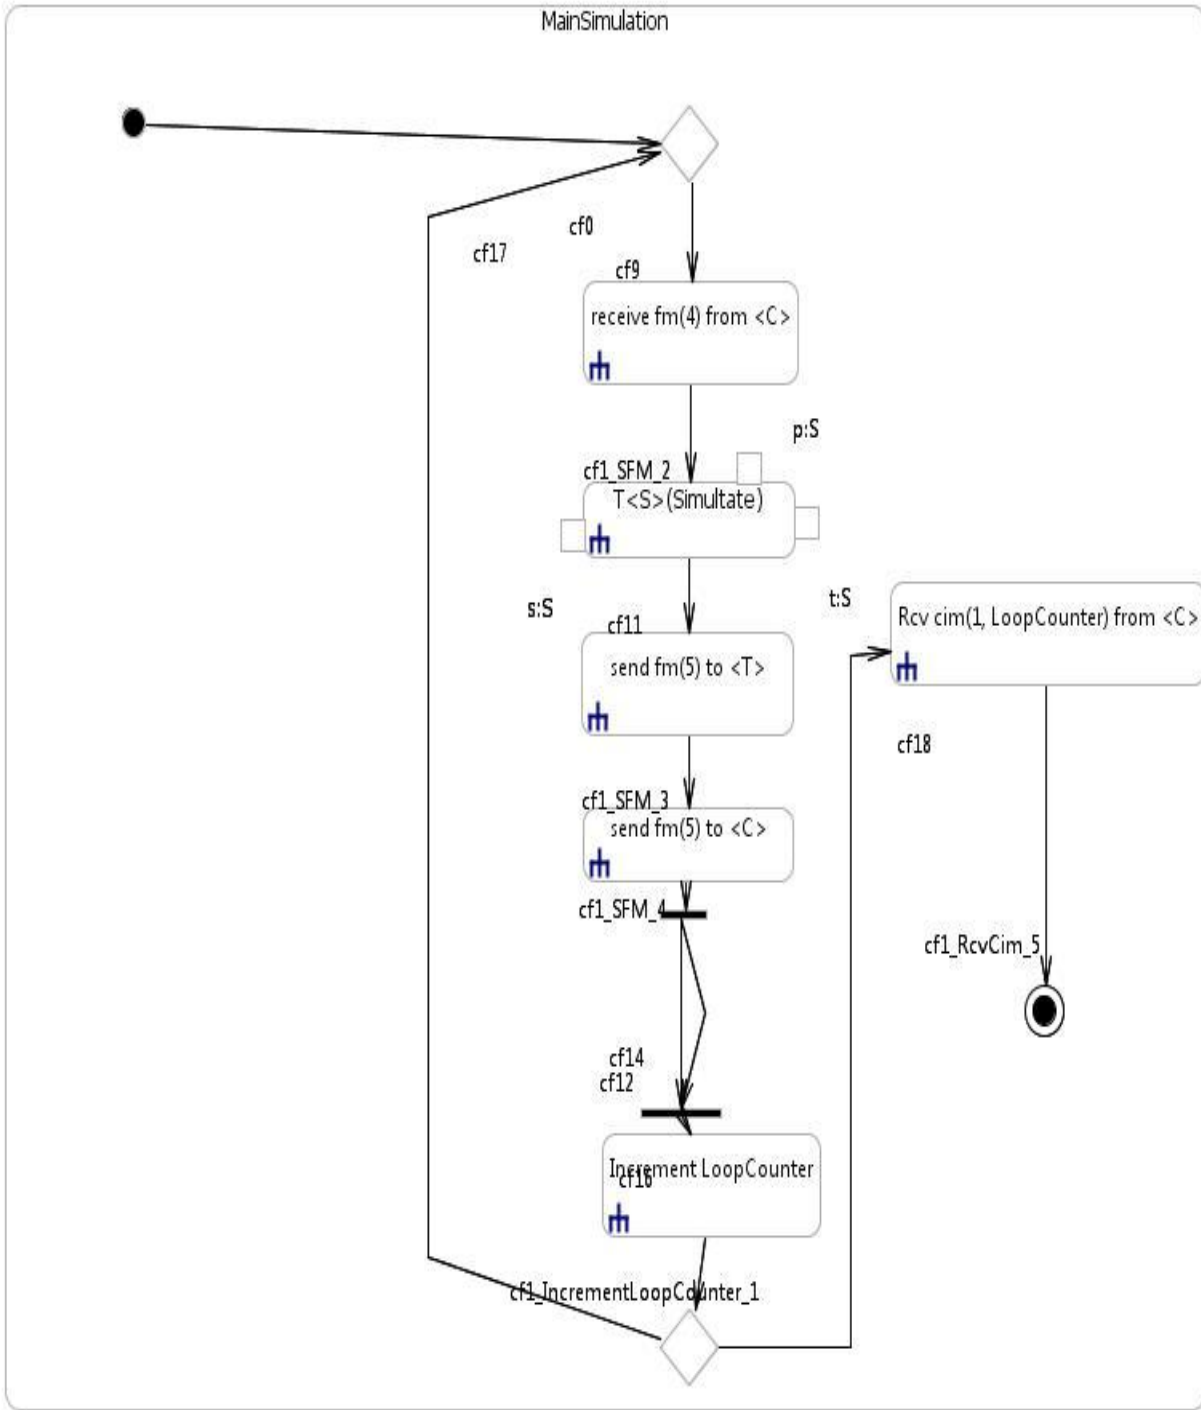 MainSimulation
cf0
cf17
cf9
receive fm(4) from <C>
p:S
cf1_SFM_2
T<S>(Simultate)
s:S
t:S
cf11
Rcv cim(1, LoopCounter) from <C>
send fm(5) to <T>
cf18
cf1_SFM_3
send fm(5) to <C>
cf1_SFM_4
cf1_RcvCim_5
cf14
cf12
Increment LoopCounter
cf16
cf1_IncrementLoopCounter_1